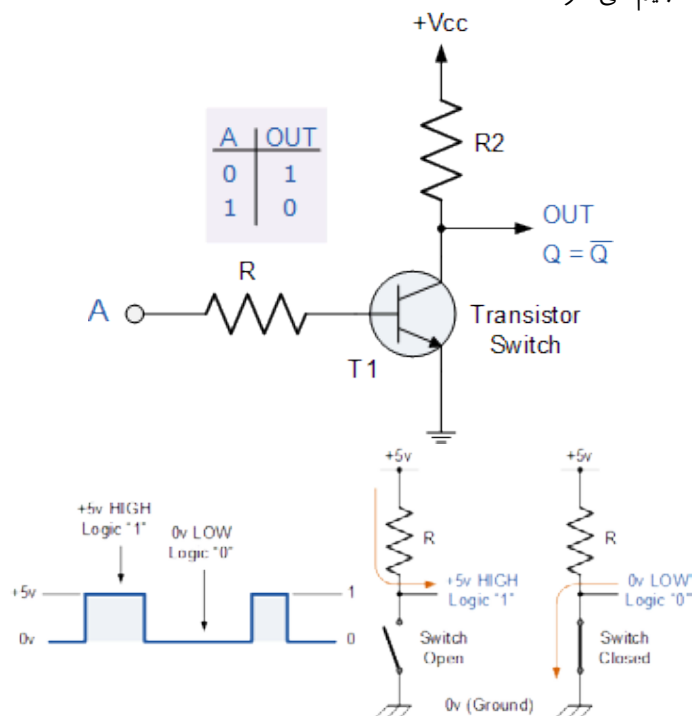 +Vcc
A OUT
0 1
1 0
R2
OUT
Q = Q̅
R
A
T1
Transistor
Switch
+5v HIGH
Logic "1"
0v LOW
Logic "0"
+5v
0v
1
0
+5v
R
+5v HIGH
Logic "1"
Switch
Open
0v (Ground)
+5v
R
0v LOW"
Logic "0"
Switch
Closed